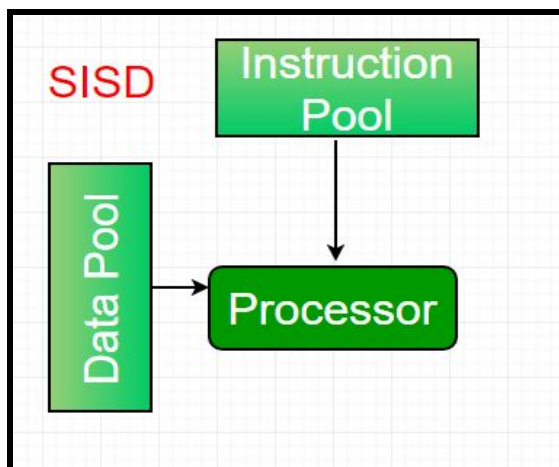 SISD
Instruction
Pool
Data Pool
Processor